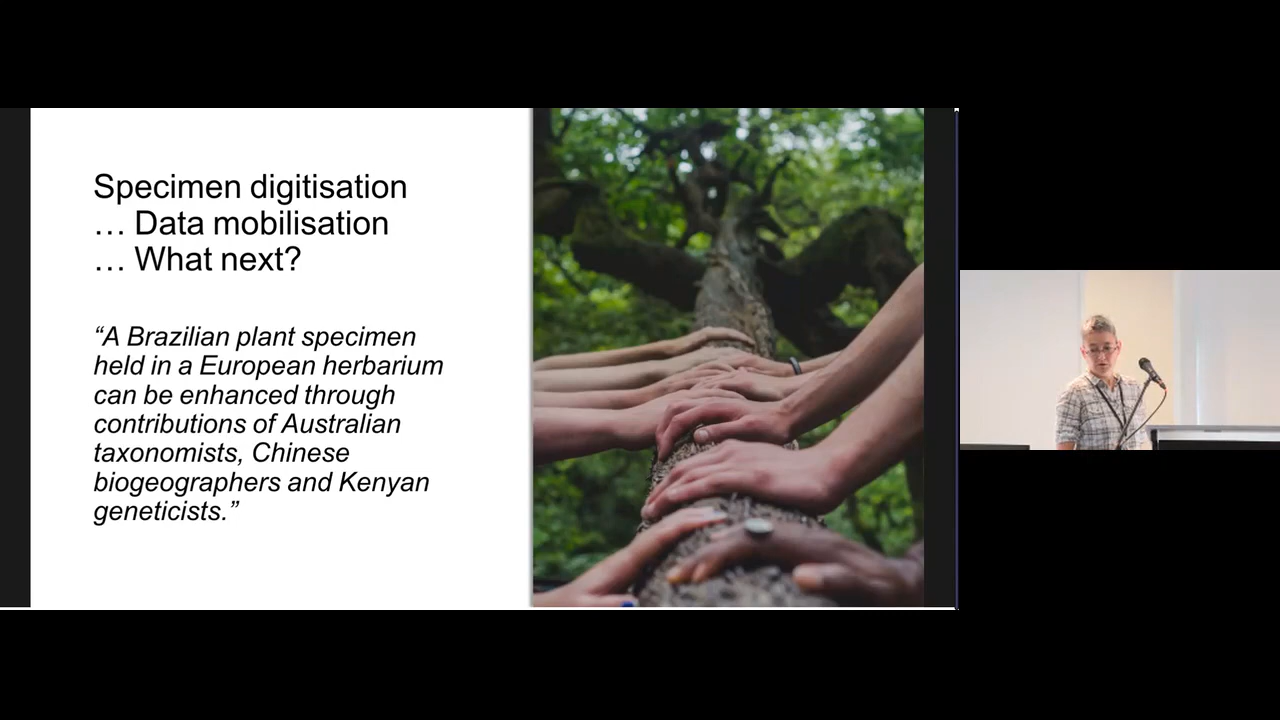 Specimen digitisation
… Data mobilisation
… What next?
“A Brazilian plant specimen
held in a European herbarium
can be enhanced through
contributions of Australian
taxonomists, Chinese
biogeographers and Kenyan
geneticists.”